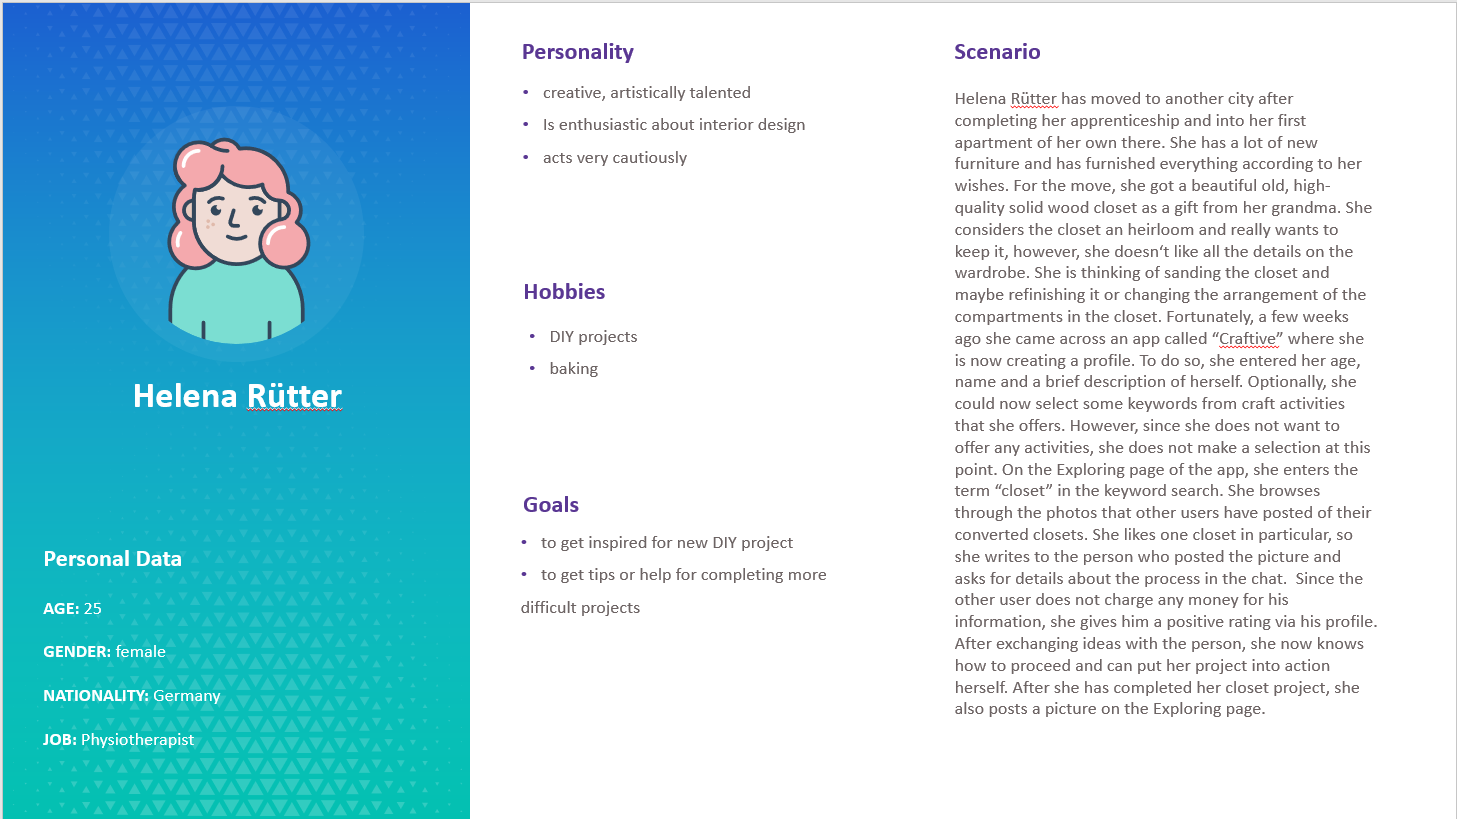 Helena Rütter
Personal Data
AGE: 25
GENDER: female
NATIONALITY: Germany
JOB: Physiotherapist
Personality
• creative, artistically talented
• Is enthusiastic about interior design
• acts very cautiously
Hobbies
• DIY projects
• baking
Goals
• to get inspired for new DIY project
• to get tips or help for completing more
difficult projects
Scenario
Helena Rütter has moved to another city after
completing her apprenticeship and into her first
apartment of her own there. She has a lot of new
furniture and has furnished everything according to her
wishes. For the move, she got a beautiful old, high-
quality solid wood closet as a gift from her grandma. She
considers the closet an heirloom and really wants to
keep it, however, she doesn‘t like all the details on the
wardrobe. She is thinking of sanding the closet and
maybe refinishing it or changing the arrangement of the
compartments in the closet. Fortunately, a few weeks
ago she came across an app called “Craftive” where she
is now creating a profile. To do so, she entered her age,
name and a brief description of herself. Optionally, she
could now select some keywords from craft activities
that she offers. However, since she does not want to
offer any activities, she does not make a selection at this
point. On the Exploring page of the app, she enters the
term “closet” in the keyword search. She browses
through the photos that other users have posted of their
converted closets. She likes one closet in particular, so
she writes to the person who posted the picture and
asks for details about the process in the chat.  Since the
other user does not charge any money for his
information, she gives him a positive rating via his profile.
After exchanging ideas with the person, she now knows
how to proceed and can put her project into action
herself. After she has completed her closet project, she
also posts a picture on the Exploring page.